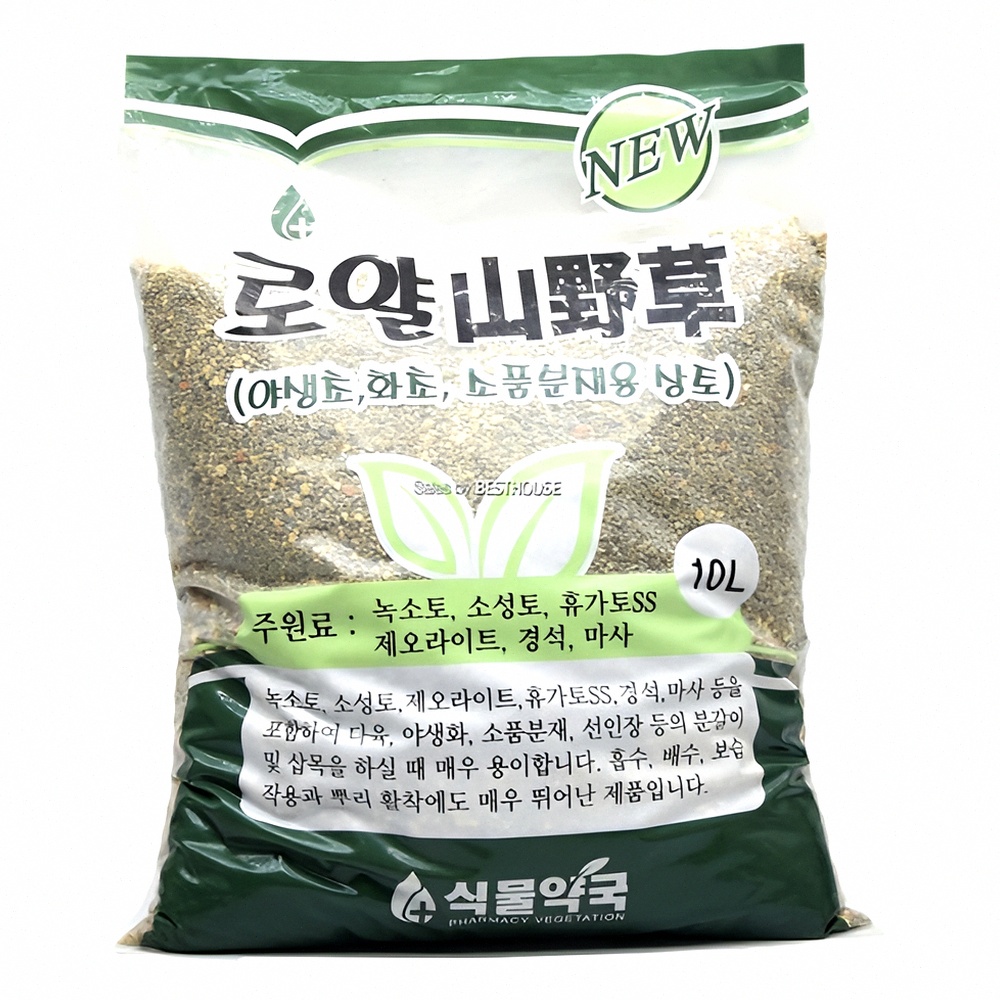 NEW
로얄山野草
(야생초,화초, 소품분재용 상토)
Sales by BESTHOUSE
10L
주원료 : 녹소토, 소성토, 휴가토SS
제오라이트, 경석, 마사
녹소토, 소성토,제오라이트,휴가토SS,경석,마사 등을
포함하여 다육, 야생화, 소품분재, 선인장 등의 분갈이
및 삽목을 하실 때 매우 용이합니다. 흡수, 배수, 보습
작용과 뿌리 활착에도 매우 뛰어난 제품입니다.
식물약국
PHARMACY VEGETATION